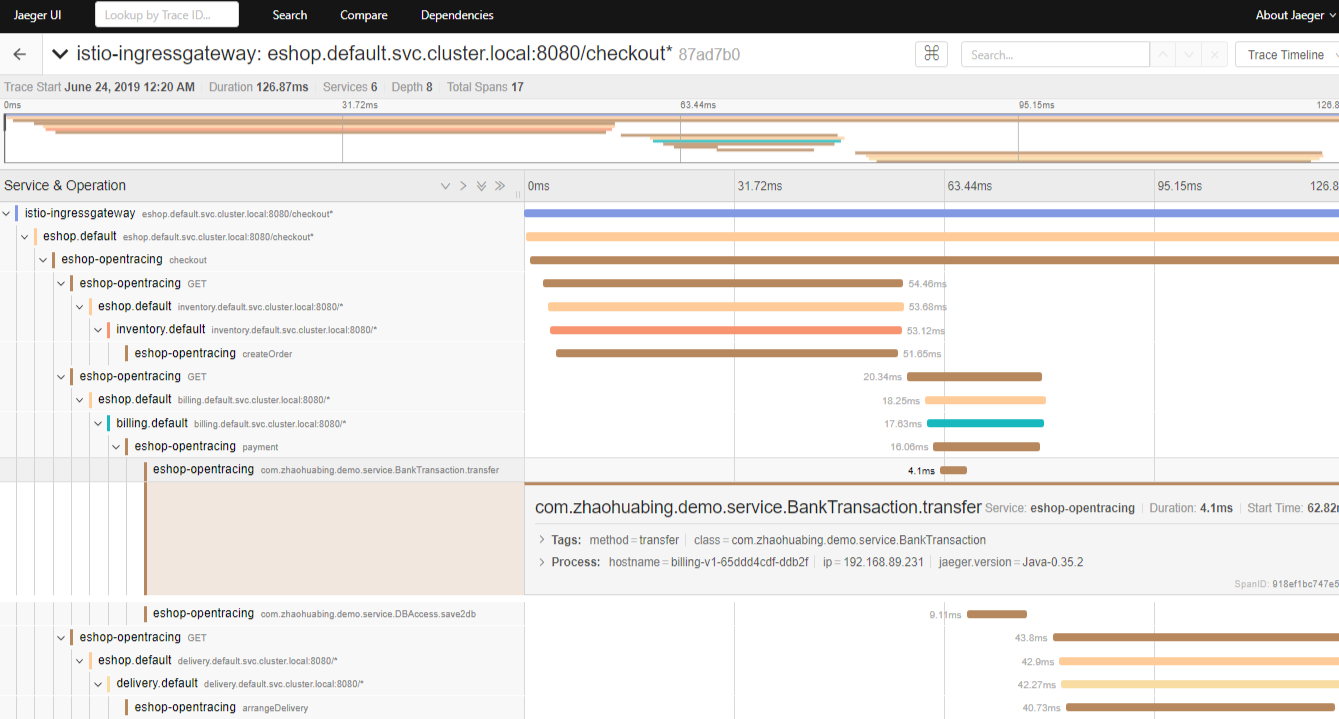 Jaeger UI Lookup by Trace ID... Search Compare Dependencies About Jaeger
istio-ingressgateway: eshop.default.svc.cluster.local:8080/checkout* 87ad7b0 ⌘ Search... Trace Timeline
Trace Start June 24, 2019 12:20 AM Duration 126.87ms Services 6 Depth 8 Total Spans 17
0ms 31.72ms 63.44ms 95.15ms 126.8
Service & Operation 0ms 31.72ms 63.44ms 95.15ms 126.8
istio-ingressgateway eshop.default.svc.cluster.local:8080/checkout*
eshop.default eshop.default.svc.cluster.local:8080/checkout*
eshop-opentracing checkout
eshop-opentracing GET 54.46ms
eshop.default inventory.default.svc.cluster.local:8080/* 53.68ms
inventory.default inventory.default.svc.cluster.local:8080/* 53.12ms
eshop-opentracing createOrder 51.65ms
eshop-opentracing GET 20.34ms
eshop.default billing.default.svc.cluster.local:8080/* 18.25ms
billing.default billing.default.svc.cluster.local:8080/* 17.63ms
eshop-opentracing payment 16.06ms
eshop-opentracing com.zhaohuabing.demo.service.BankTransaction.transfer 4.1ms
com.zhaohuabing.demo.service.BankTransaction.transfer Service: eshop-opentracing Duration: 4.1ms Start Time: 62.82m
Tags: method = transfer class = com.zhaohuabing.demo.service.BankTransaction
Process: hostname = billing-v1-65ddd4cdf-ddb2f ip = 192.168.89.231 jaeger.version = Java-0.35.2
SpanID: 918ef1bc747e5
eshop-opentracing com.zhaohuabing.demo.service.DBAccess.save2db 9.11ms
eshop-opentracing GET 43.8ms
eshop.default delivery.default.svc.cluster.local:8080/* 42.9ms
delivery.default delivery.default.svc.cluster.local:8080/* 42.27ms
eshop-opentracing arrangeDelivery 40.73ms